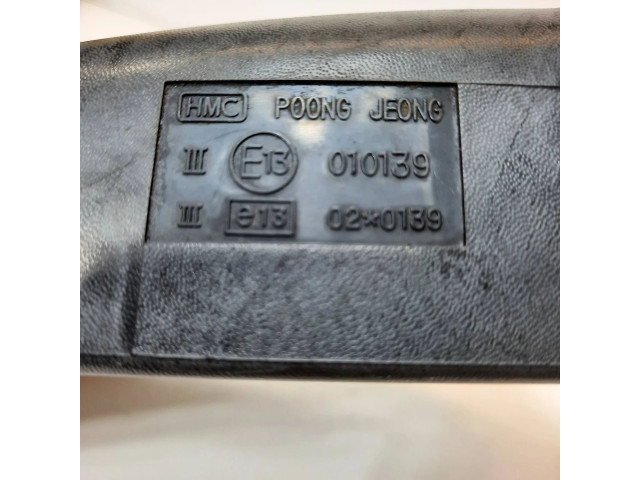 HMC POONG JEONG
III E13 010139
III e13 02*0139